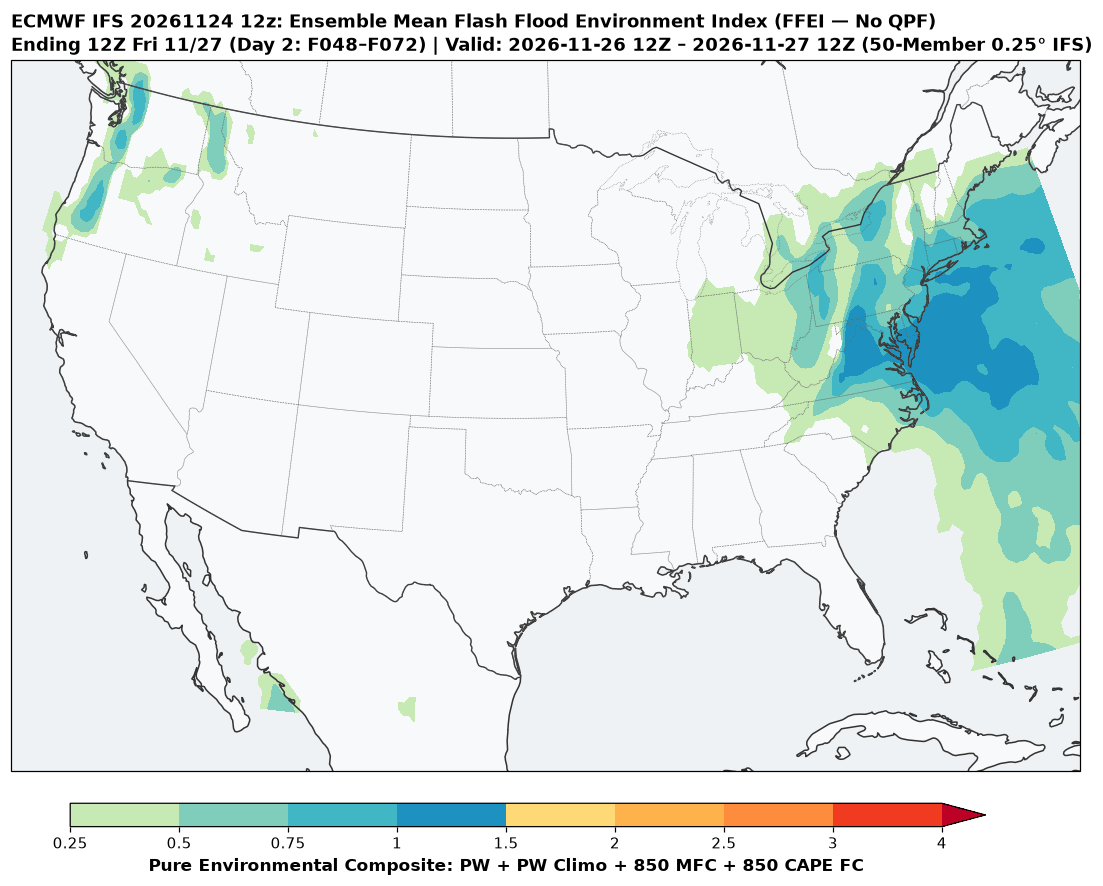 ECMWF IFS 20261124 12z: Ensemble Mean Flash Flood Environment Index (FFEI — No QPF)
Ending 12Z Fri 11/27 (Day 2: F048–F072) | Valid: 2026-11-26 12Z – 2026-11-27 12Z (50-Member 0.25° IFS)
0.25 0.5 0.75 1 1.5 2 2.5 3 4
Pure Environmental Composite: PW + PW Climo + 850 MFC + 850 CAPE FC